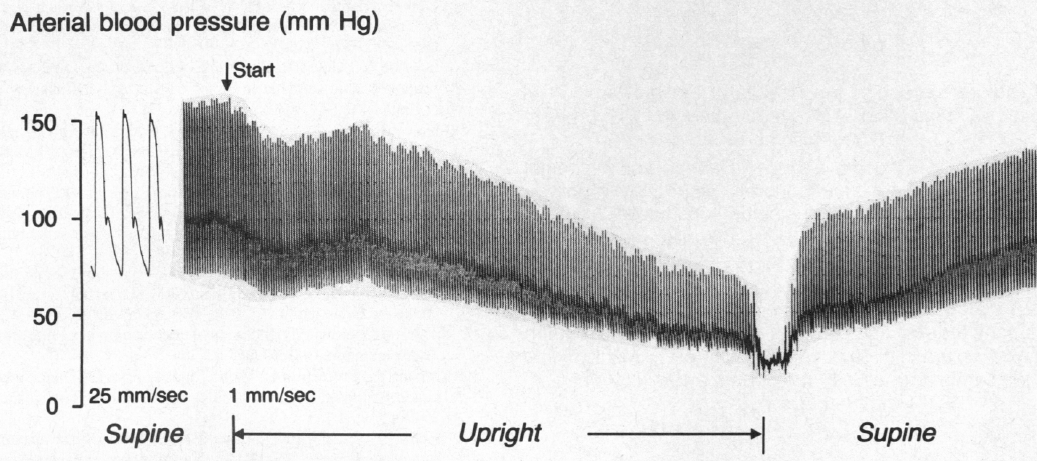 Arterial blood pressure (mm Hg)
Start
150
100
50
0
25 mm/sec
1 mm/sec
Supine
Upright
Supine